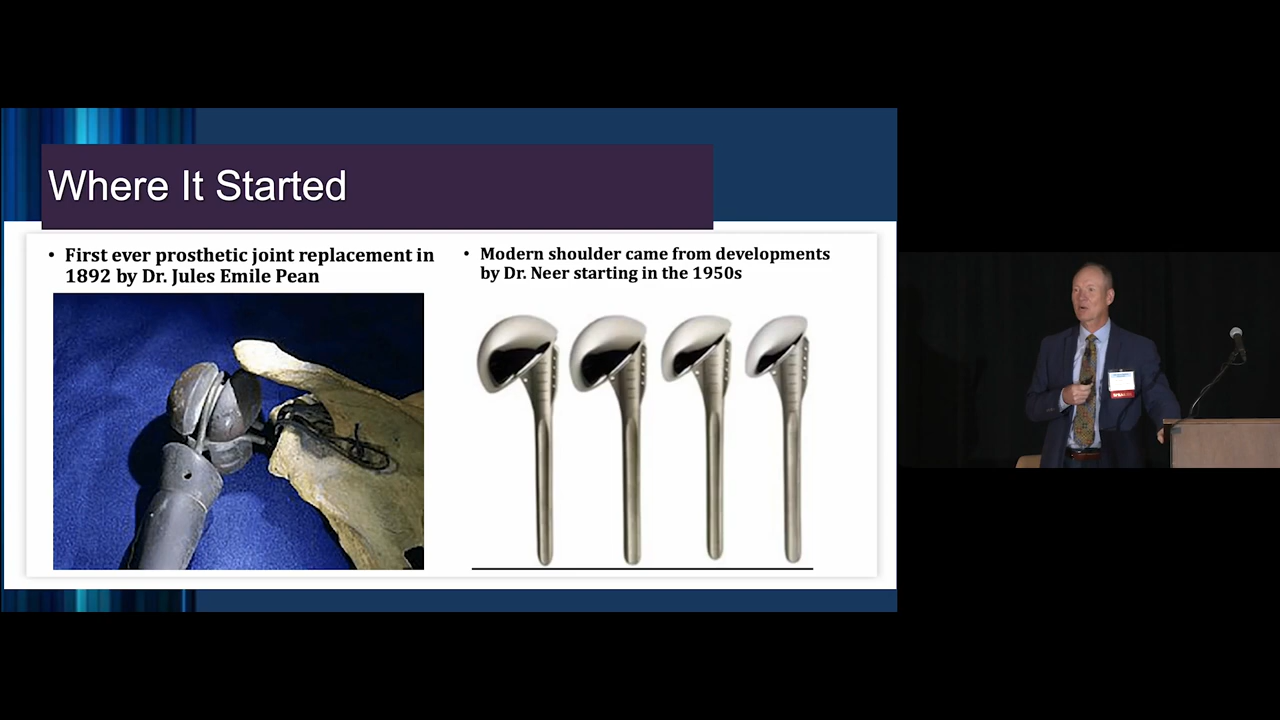 Where It Started
• First ever prosthetic joint replacement in
1892 by Dr. Jules Emile Pean
• Modern shoulder came from developments
by Dr. Neer starting in the 1950s
SPEAKER